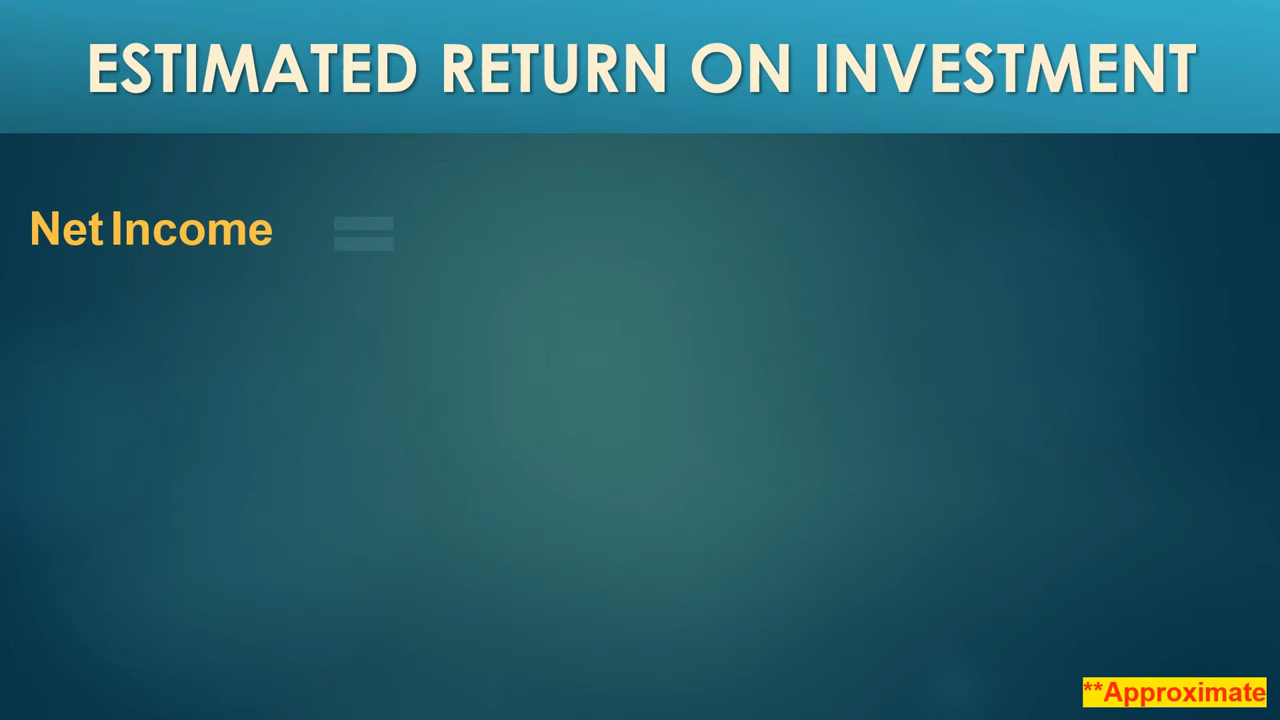 ESTIMATED RETURN ON INVESTMENT
Net Income =
**Approximate